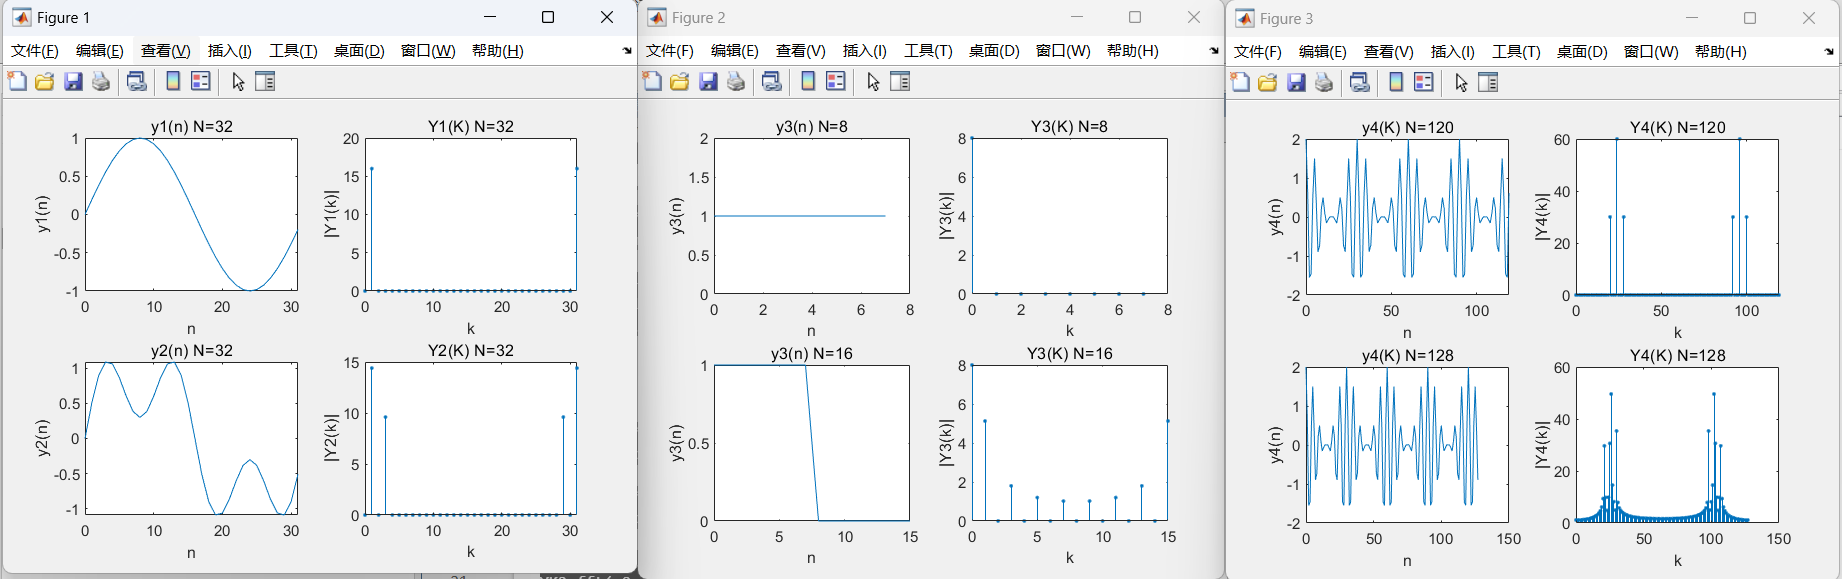 Figure 1
文件(F) 编辑(E) 查看(V) 插入(I) 工具(T) 桌面(D) 窗口(W) 帮助(H)
y1(n) N=32
1
0.5
0
-0.5
-1
y1(n)
0 10 20 30
n
Y1(K) N=32
20
15
10
5
0
|Y1(k)|
0 10 20 30
k
y2(n) N=32
1
0.5
0
-0.5
-1
y2(n)
0 10 20 30
n
Y2(K) N=32
15
10
5
0
|Y2(k)|
0 10 20 30
k
Figure 2
文件(F) 编辑(E) 查看(V) 插入(I) 工具(T) 桌面(D) 窗口(W) 帮助(H)
y3(n) N=8
2
1.5
1
0.5
0
y3(n)
0 2 4 6 8
n
Y3(K) N=8
8
6
4
2
0
|Y3(k)|
0 2 4 6 8
k
y3(n) N=16
1
0.5
0
y3(n)
0 5 10 15
n
Y3(K) N=16
8
6
4
2
0
|Y3(k)|
0 5 10 15
k
Figure 3
文件(F) 编辑(E) 查看(V) 插入(I) 工具(T) 桌面(D) 窗口(W) 帮助(H)
y4(K) N=120
2
1
0
-1
-2
y4(n)
0 50 100
n
Y4(K) N=120
60
40
20
0
|Y4(k)|
0 50 100
k
y4(K) N=128
2
1
0
-1
-2
y4(n)
0 50 100 150
n
Y4(K) N=128
60
40
20
0
|Y4(k)|
0 50 100 150
k